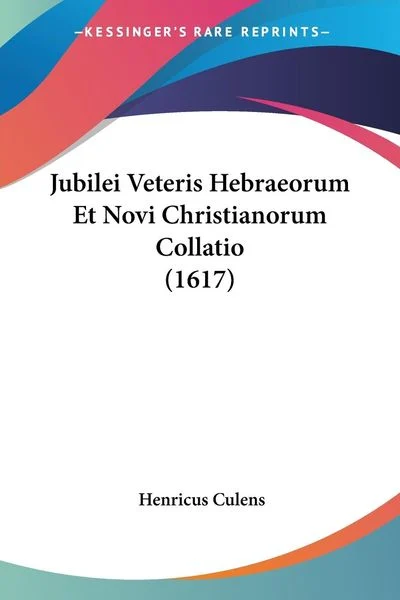 KESSINGER'S RARE REPRINTS
Jubilei Veteris Hebraeorum
Et Novi Christianorum
Collatio
(1617)
Henricus Culens